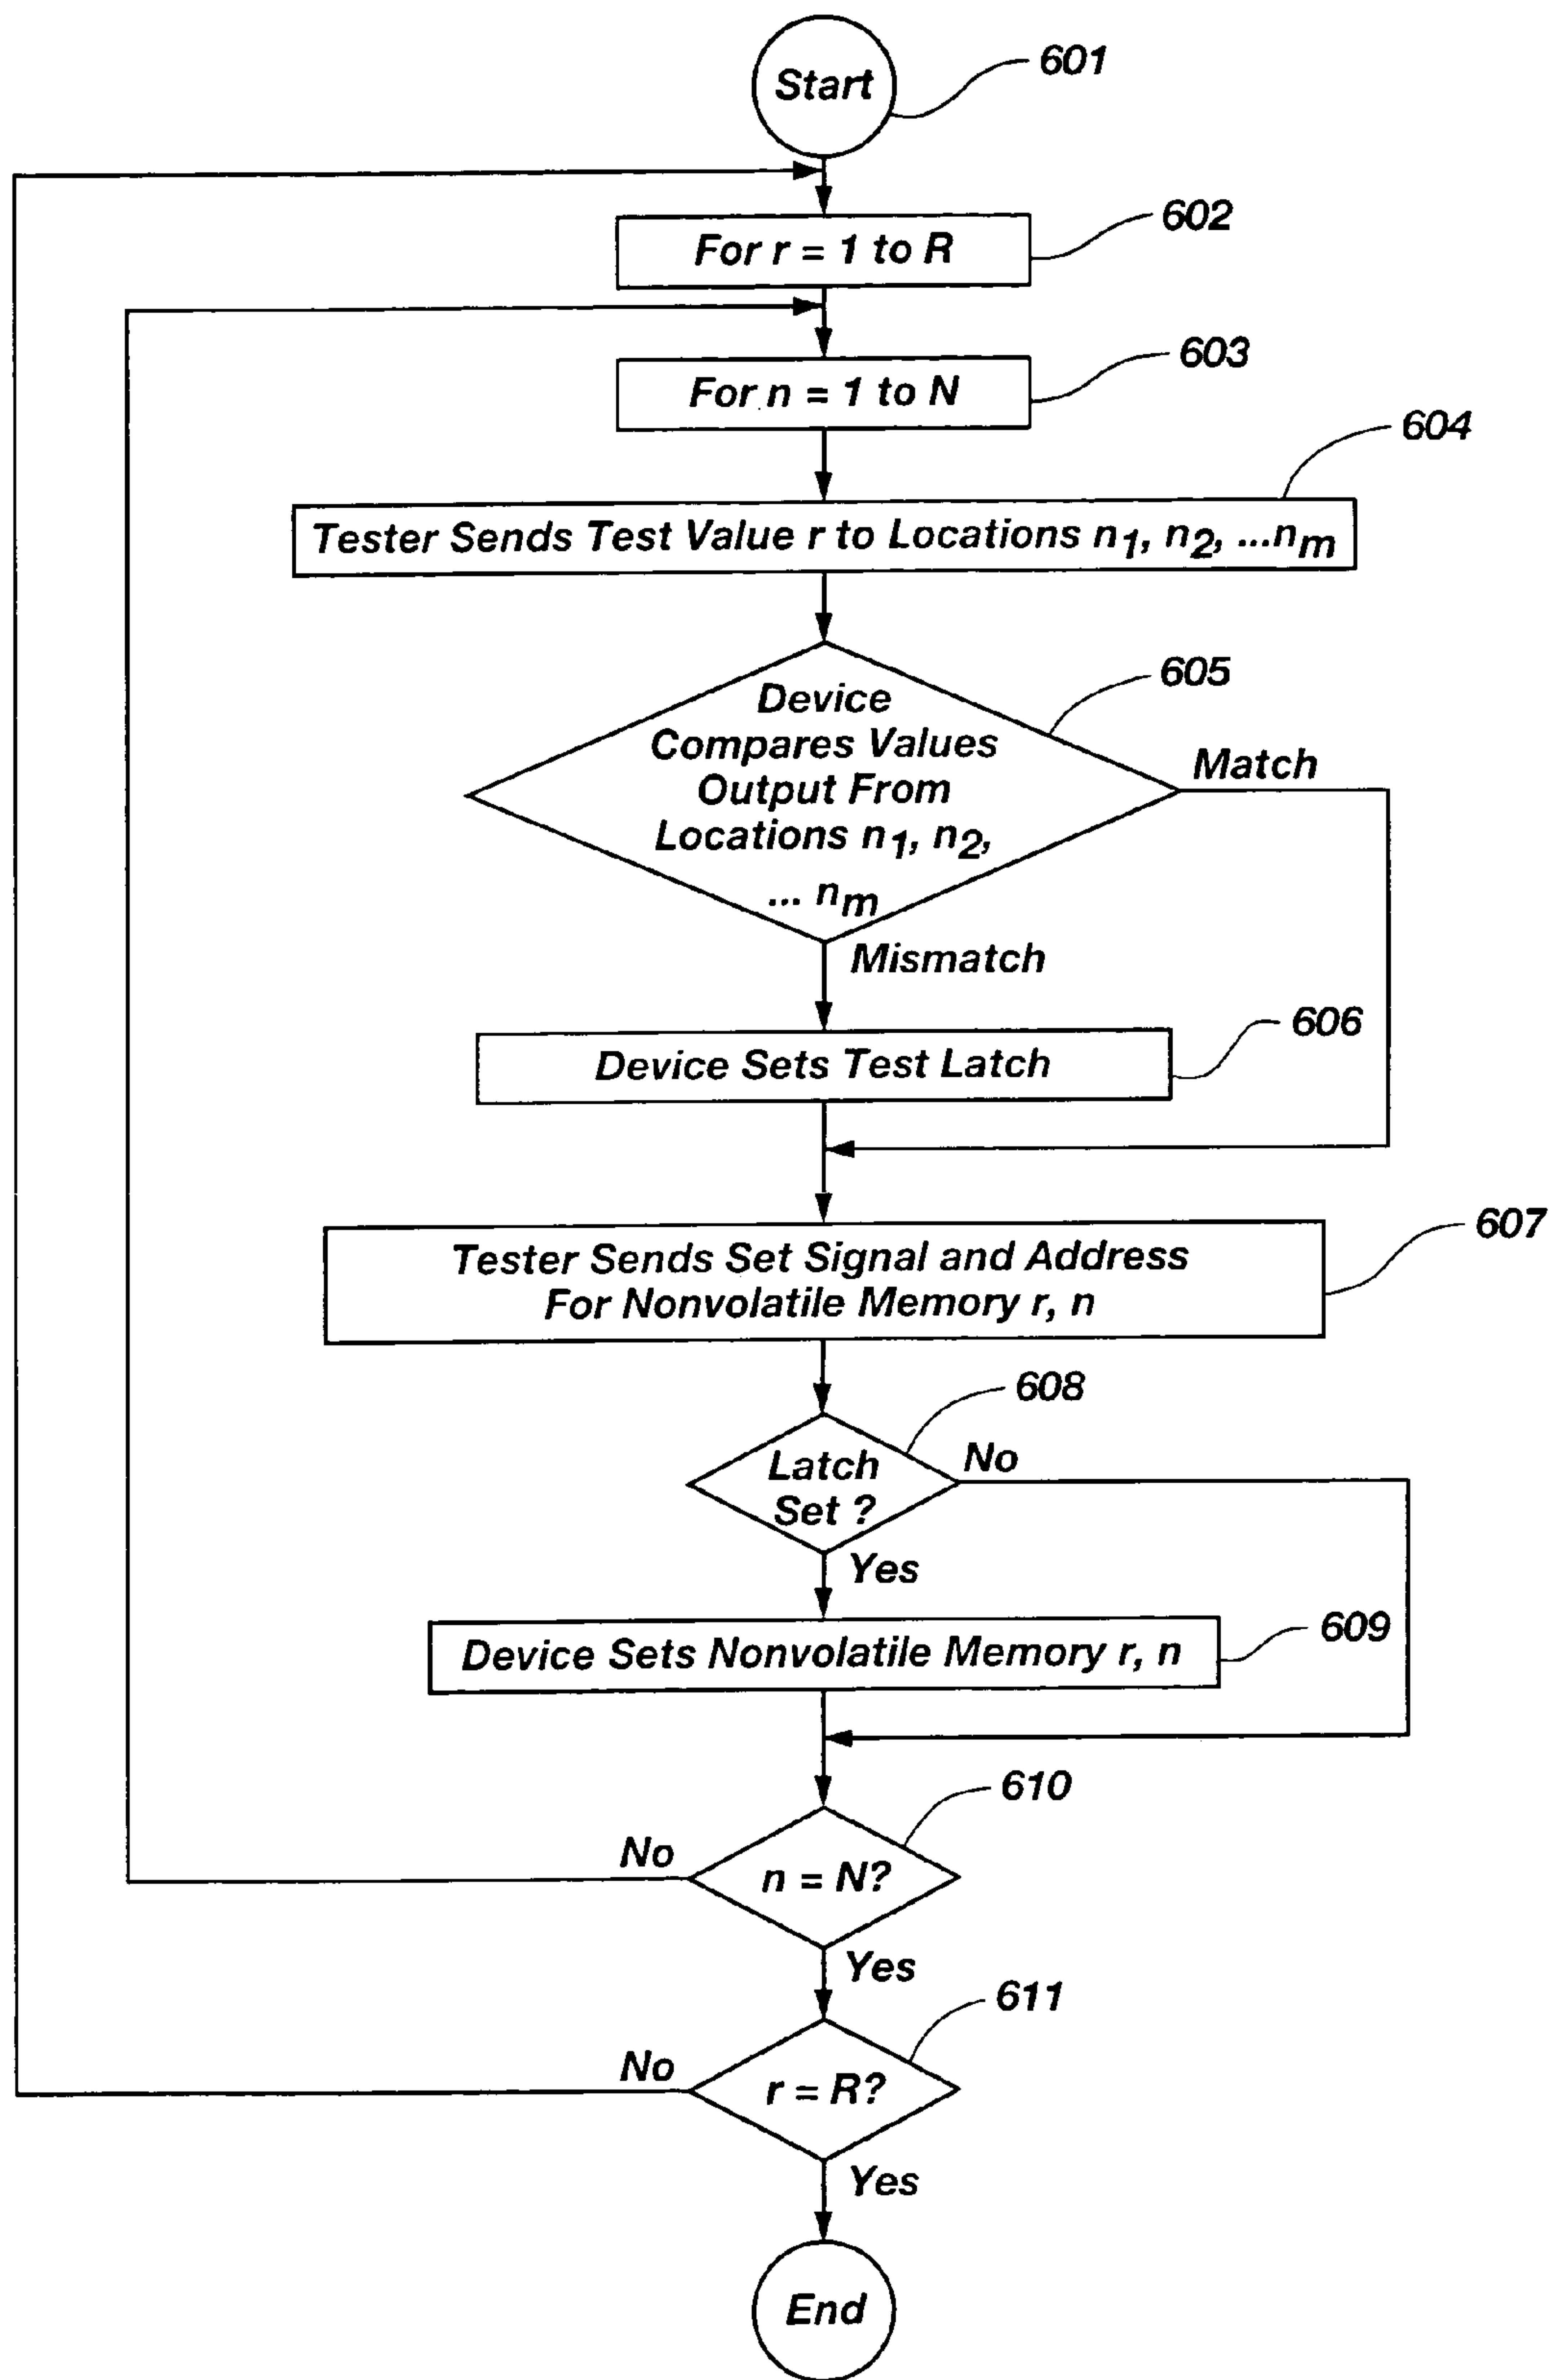 Start
601
For r = 1 to R
602
For n = 1 to N
603
604
Tester Sends Test Value r to Locations n1, n2, ...nm
605
Device
Compares Values
Output From
Locations n1, n2,
... nm
Match
Mismatch
606
Device Sets Test Latch
607
Tester Sends Set Signal and Address
For Nonvolatile Memory r, n
608
Latch
Set ?
No
Yes
609
Device Sets Nonvolatile Memory r, n
610
n = N?
No
Yes
611
r = R?
No
Yes
End